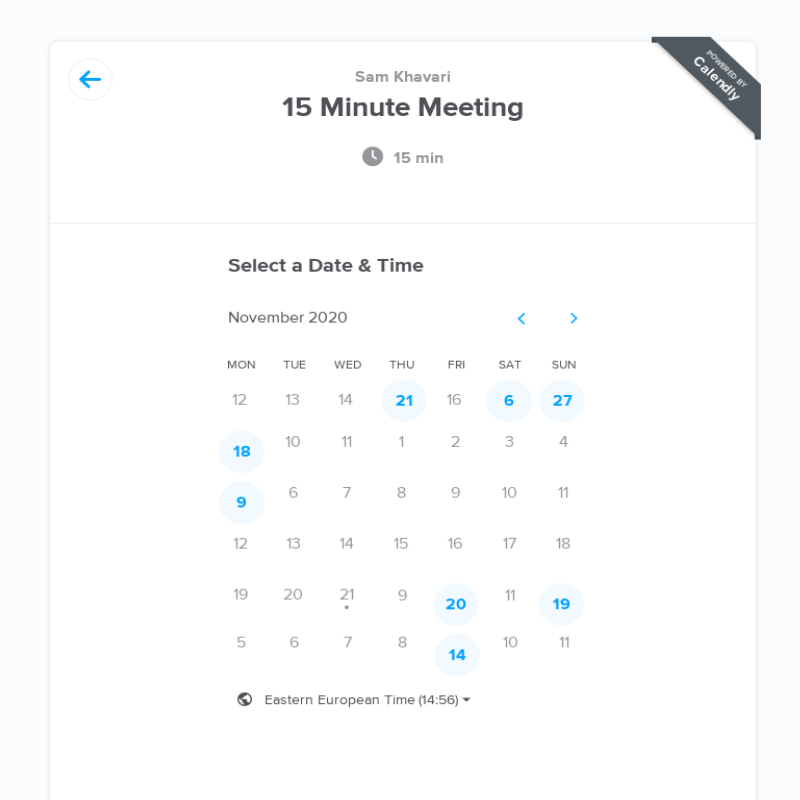 Sam Khavari
POWERED BY
Calendly
15 Minute Meeting
15 min
Select a Date & Time
November 2020
MON TUE WED THU FRI SAT SUN
12 13 14 21 16 6 27
18 10 11 1 2 3 4
9 6 7 8 9 10 11
12 13 14 15 16 17 18
19 20 21 9 20 11 19
5 6 7 8 14 10 11
Eastern European Time (14:56)